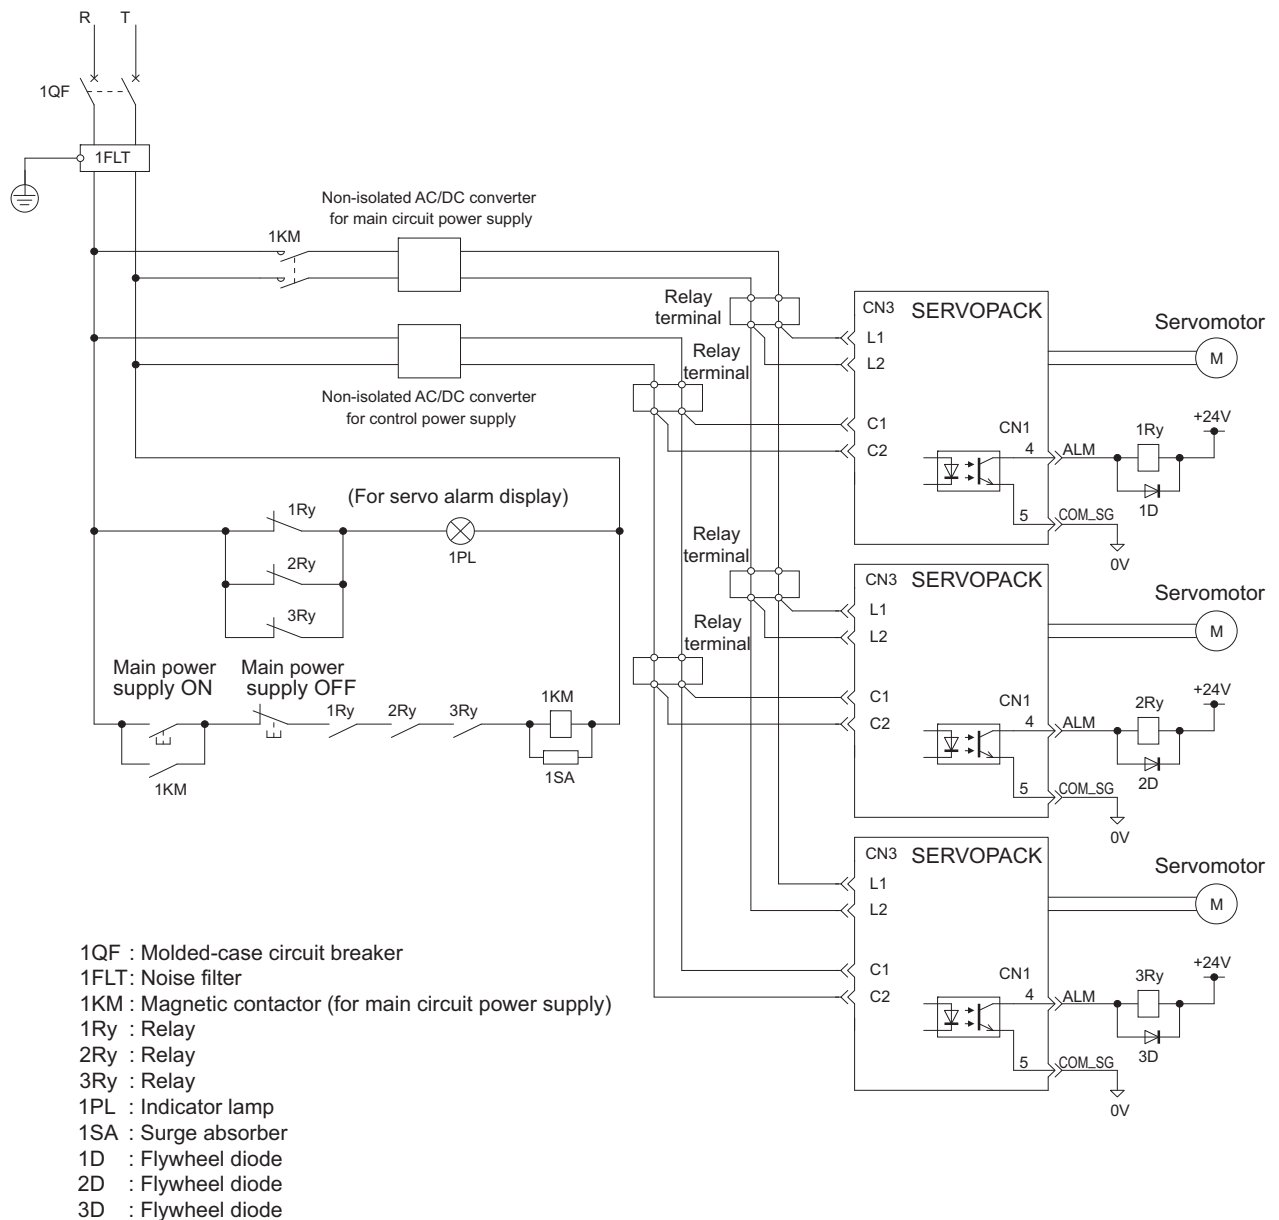 R T
1QF
1FLT
Non-isolated AC/DC converter
for main circuit power supply
1KM
Relay
terminal
CN3 SERVOPACK
Servomotor
L1
L2
M
Relay
terminal
Non-isolated AC/DC converter
for control power supply
C1
C2
CN1
4 ALM
1Ry
+24V
1D
5 COM_SG
0V
(For servo alarm display)
1Ry
1PL
2Ry
3Ry
Relay
terminal
CN3 SERVOPACK
Servomotor
L1
L2
M
Relay
terminal
C1
C2
CN1
4 ALM
2Ry
+24V
2D
5 COM_SG
0V
Main power
supply ON
Main power
supply OFF
1Ry 2Ry 3Ry
1KM
1SA
1KM
CN3 SERVOPACK
Servomotor
L1
L2
M
C1
C2
CN1
4 ALM
3Ry
+24V
3D
5 COM_SG
0V
1QF : Molded-case circuit breaker
1FLT : Noise filter
1KM : Magnetic contactor (for main circuit power supply)
1Ry : Relay
2Ry : Relay
3Ry : Relay
1PL : Indicator lamp
1SA : Surge absorber
1D : Flywheel diode
2D : Flywheel diode
3D : Flywheel diode